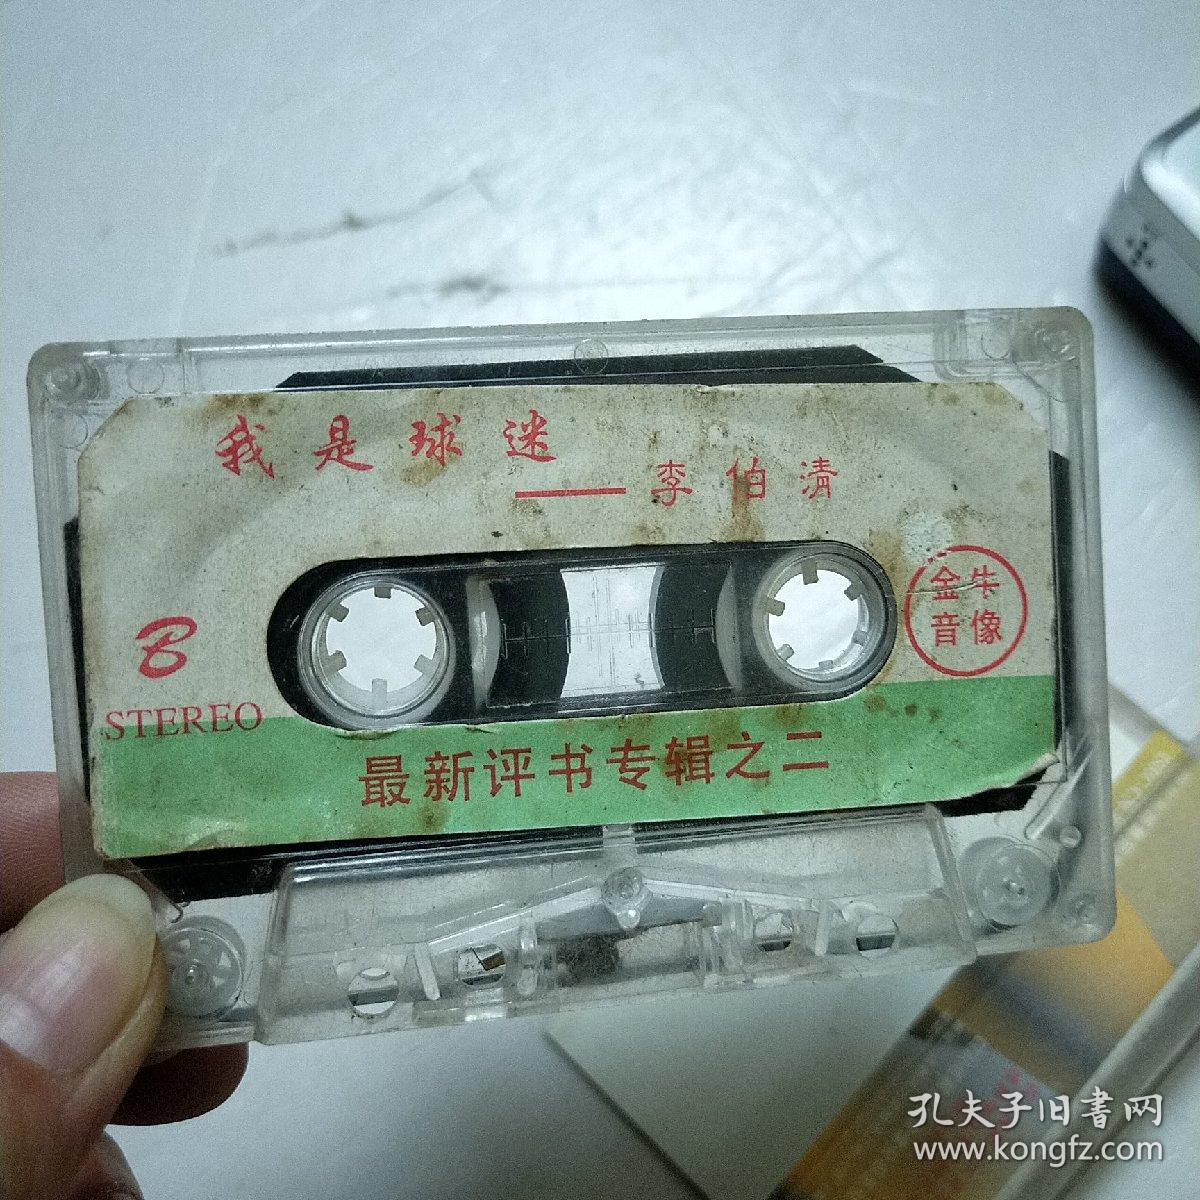 我是球迷
——李伯清
金牛
音像
B
STEREO
最新评书专辑之二
孔夫子旧书网
www.kongfz.com